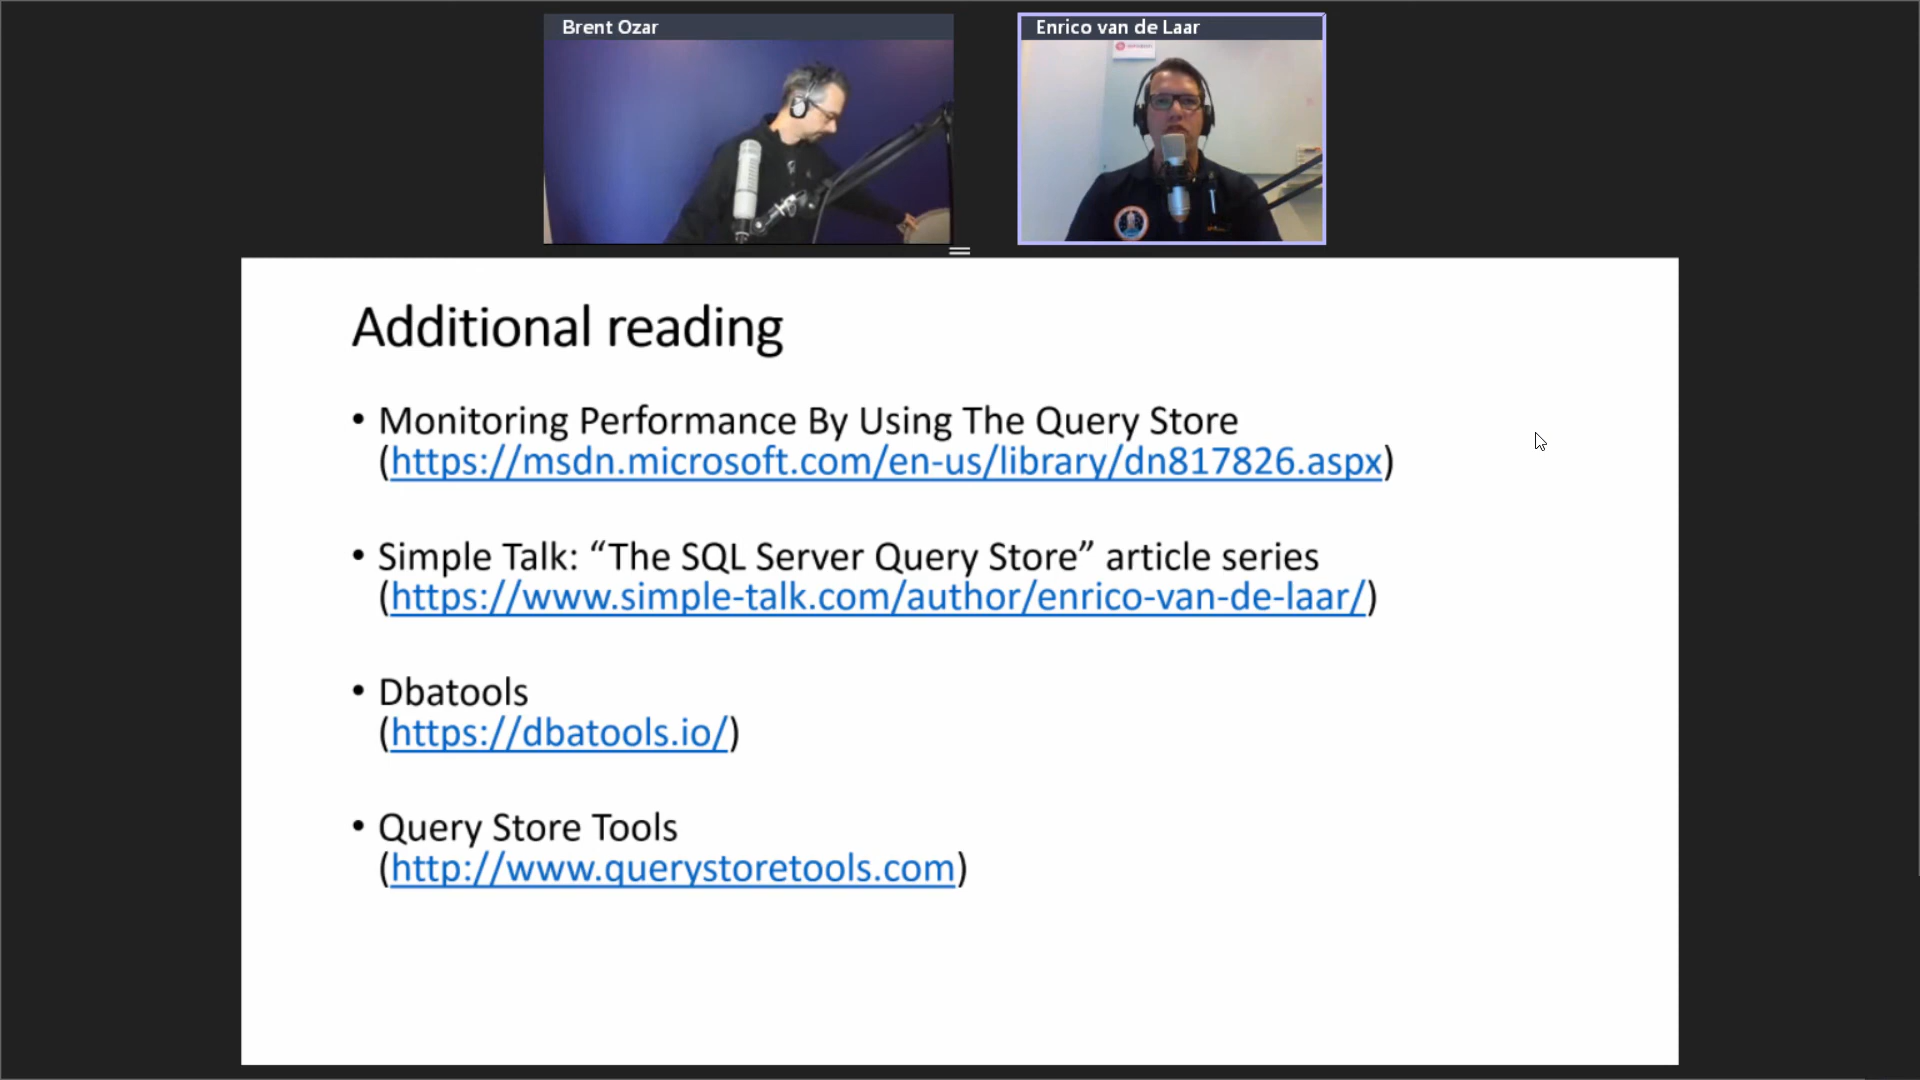 Brent Ozar
Enrico van de Laar
Additional reading
• Monitoring Performance By Using The Query Store
(https://msdn.microsoft.com/en-us/library/dn817826.aspx)
• Simple Talk: “The SQL Server Query Store” article series
(https://www.simple-talk.com/author/enrico-van-de-laar/)
• Dbatools
(https://dbatools.io/)
• Query Store Tools
(http://www.querystoretools.com)